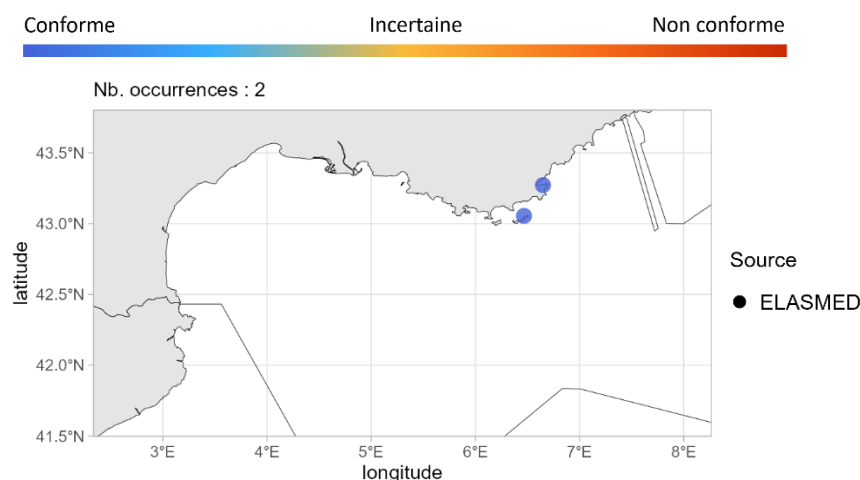 Conforme Incertaine Non conforme
Nb. occurrences : 2
43.5°N
43.0°N
42.5°N
42.0°N
41.5°N
latitude
3°E 4°E 5°E 6°E 7°E 8°E
longitude
Source
ELASMED